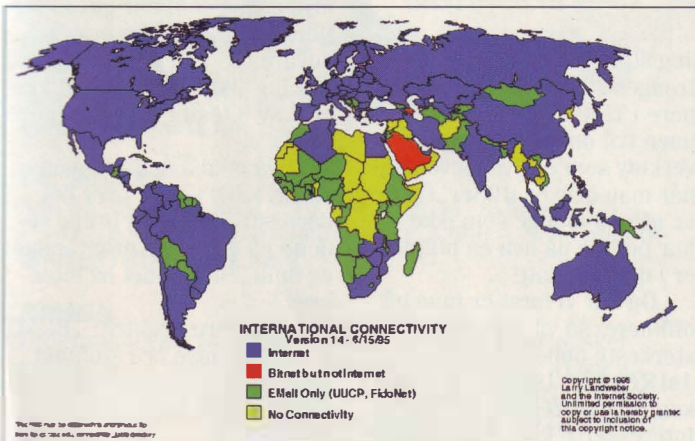 INTERNATIONAL CONNECTIVITY
Version 14 - 6/15/95
Internet
Bitnet but not Internet
EMail Only (UUCP, FidoNet)
No Connectivity
Copyright © 1995
Larry Landweber
and the Internet Society.
Unlimited permission to
copy or use is hereby granted
subject to inclusion of
this copyright notice.